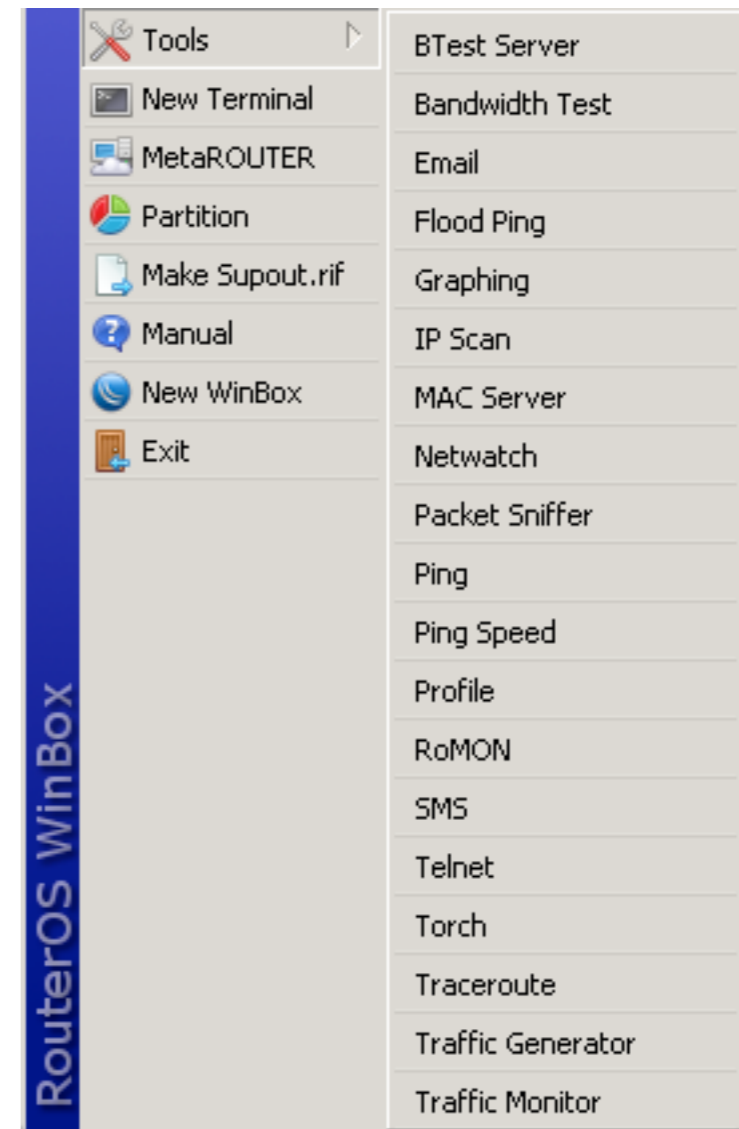 Tools
New Terminal
MetaROUTER
Partition
Make Supout.rif
Manual
New WinBox
Exit
BTest Server
Bandwidth Test
Email
Flood Ping
Graphing
IP Scan
MAC Server
Netwatch
Packet Sniffer
Ping
Ping Speed
Profile
RoMON
SMS
Telnet
Torch
Traceroute
Traffic Generator
Traffic Monitor
RouterOS WinBox